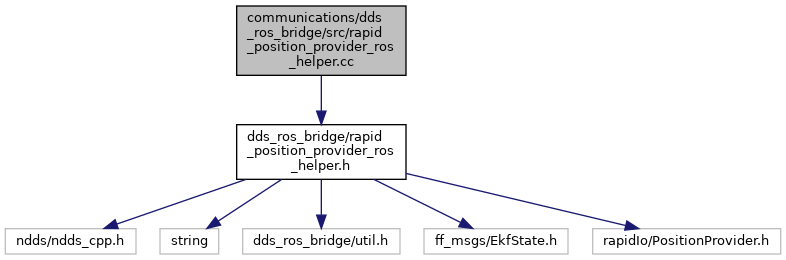 communications/dds
_ros_bridge/src/rapid
_position_provider_ros
_helper.cc
dds_ros_bridge/rapid
_position_provider_ros
_helper.h
ndds/ndds_cpp.h
string
dds_ros_bridge/util.h
ff_msgs/EkfState.h
rapidIo/PositionProvider.h